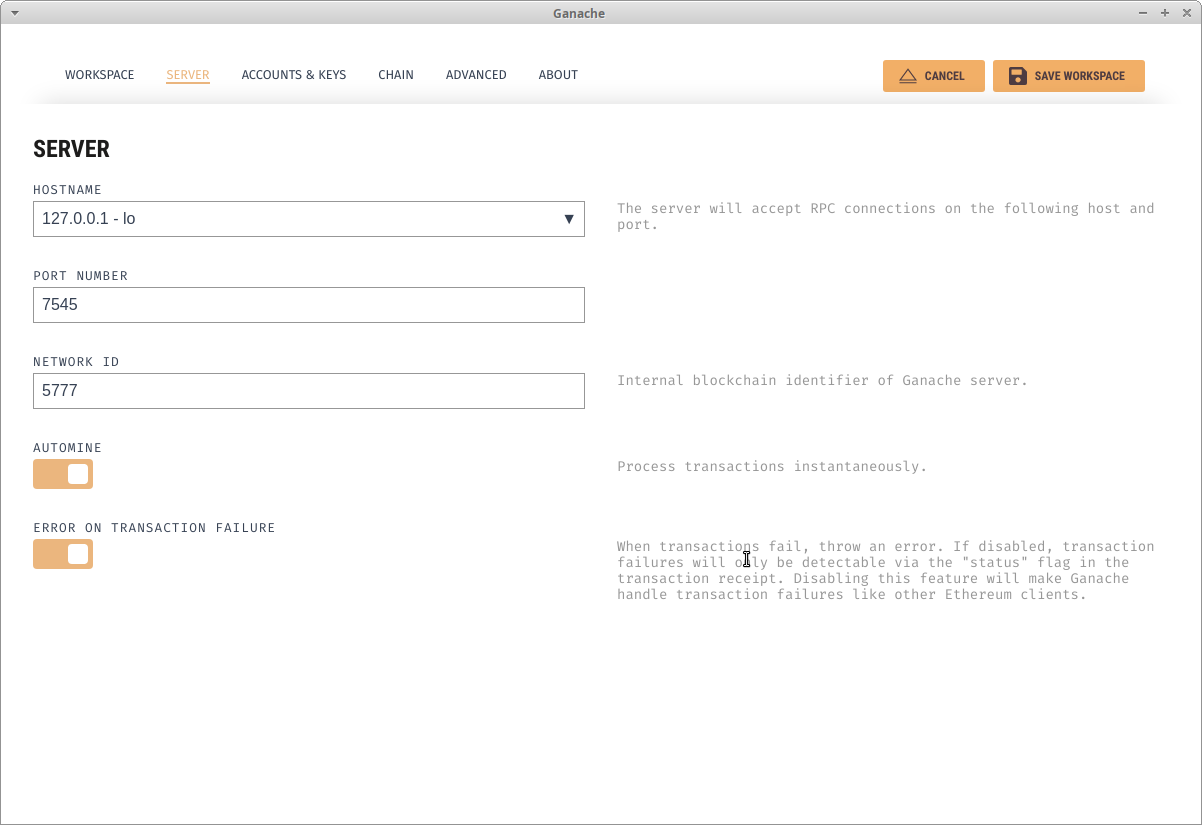 Ganache
WORKSPACE
SERVER
ACCOUNTS & KEYS
CHAIN
ADVANCED
ABOUT
CANCEL
SAVE WORKSPACE
SERVER
HOSTNAME
127.0.0.1 - lo
The server will accept RPC connections on the following host and
port.
PORT NUMBER
7545
NETWORK ID
5777
Internal blockchain identifier of Ganache server.
AUTOMINE
Process transactions instantaneously.
ERROR ON TRANSACTION FAILURE
When transactions fail, throw an error. If disabled, transaction
failures will only be detectable via the "status" flag in the
transaction receipt. Disabling this feature will make Ganache
handle transaction failures like other Ethereum clients.